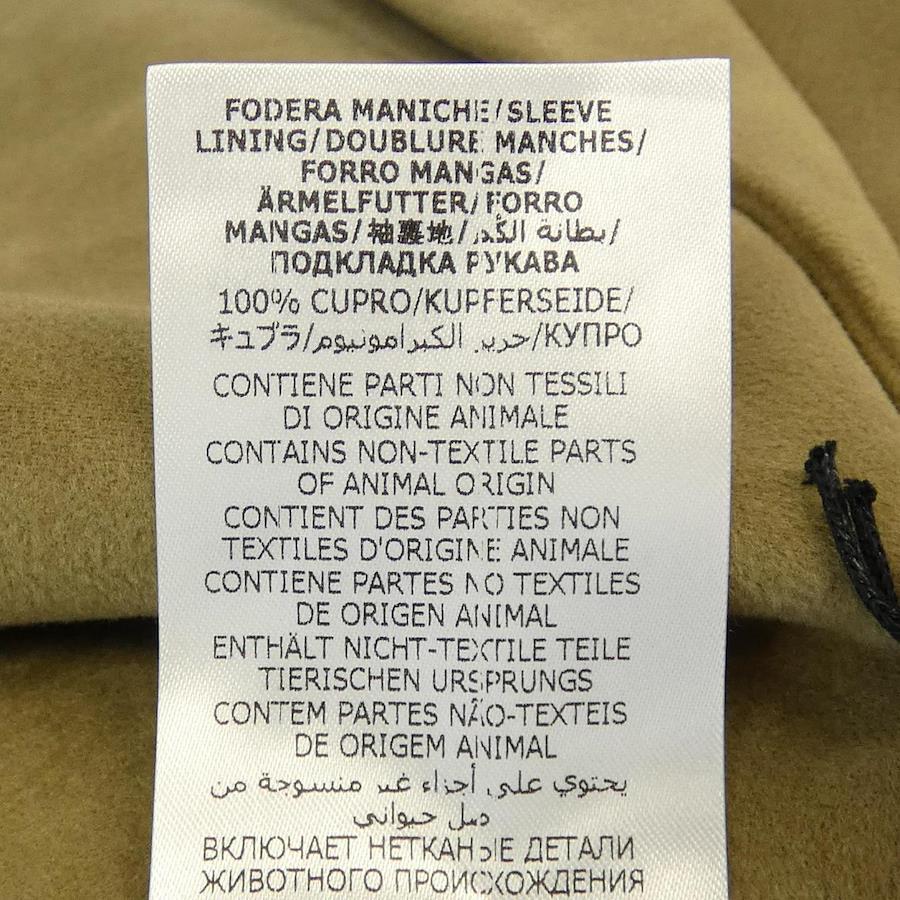 FODERA MANICHE/SLEEVE
LINING/DOUBLURE MANCHES/
FORRO MANGAS/
ÄRMELFUTTER/FORRO
MANGAS/袖裏地/بطانة الكم/
ПОДКЛАДКА РУКАВА
100% CUPRO/KUPFERSEIDE/
キュプラ/حرير الكبرامونيوم/КУПРО
CONTIENE PARTI NON TESSILI
DI ORIGINE ANIMALE
CONTAINS NON-TEXTILE PARTS
OF ANIMAL ORIGIN
CONTIENT DES PARTIES NON
TEXTILES D'ORIGINE ANIMALE
CONTIENE PARTES NO TEXTILES
DE ORIGEN ANIMAL
ENTHÄLT NICHT-TEXTILE TEILE
TIERISCHEN URSPRUNGS
CONTEM PARTES NÃO-TEXTEIS
DE ORIGEM ANIMAL
يحتوي على أجزاء غير منسوجة من
حيواني
ВКЛЮЧАЕТ НЕТКАНЫЕ ДЕТАЛИ
ЖИВОТНОГО ПРОИСХОЖДЕНИЯ